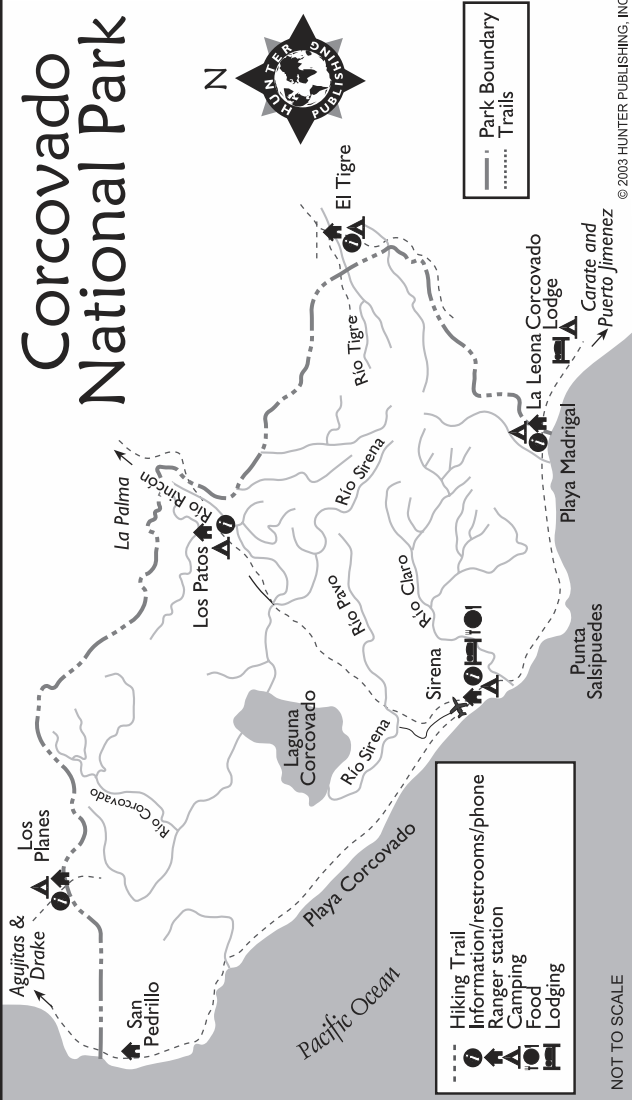 Corcovado
National Park
N
HUNTER
PUBLISHING
Park Boundary
Trails
© 2003 HUNTER PUBLISHING, INC
El Tigre
Río Tigre
La Palma
Río Rincón
Los Patos
Río Sirena
Río Pavo
Río Claro
Sirena
Laguna
Corcovado
Río Sirena
Río Corcovado
Los
Planes
Agujitas &
Drake
San
Pedrillo
Playa Corcovado
Pacific Ocean
Punta
Salsipuedes
Playa Madrigal
La Leona Corcovado
Lodge
Carate and
Puerto Jimenez
Hiking Trail
Information/restrooms/phone
Ranger station
Camping
Food
Lodging
NOT TO SCALE